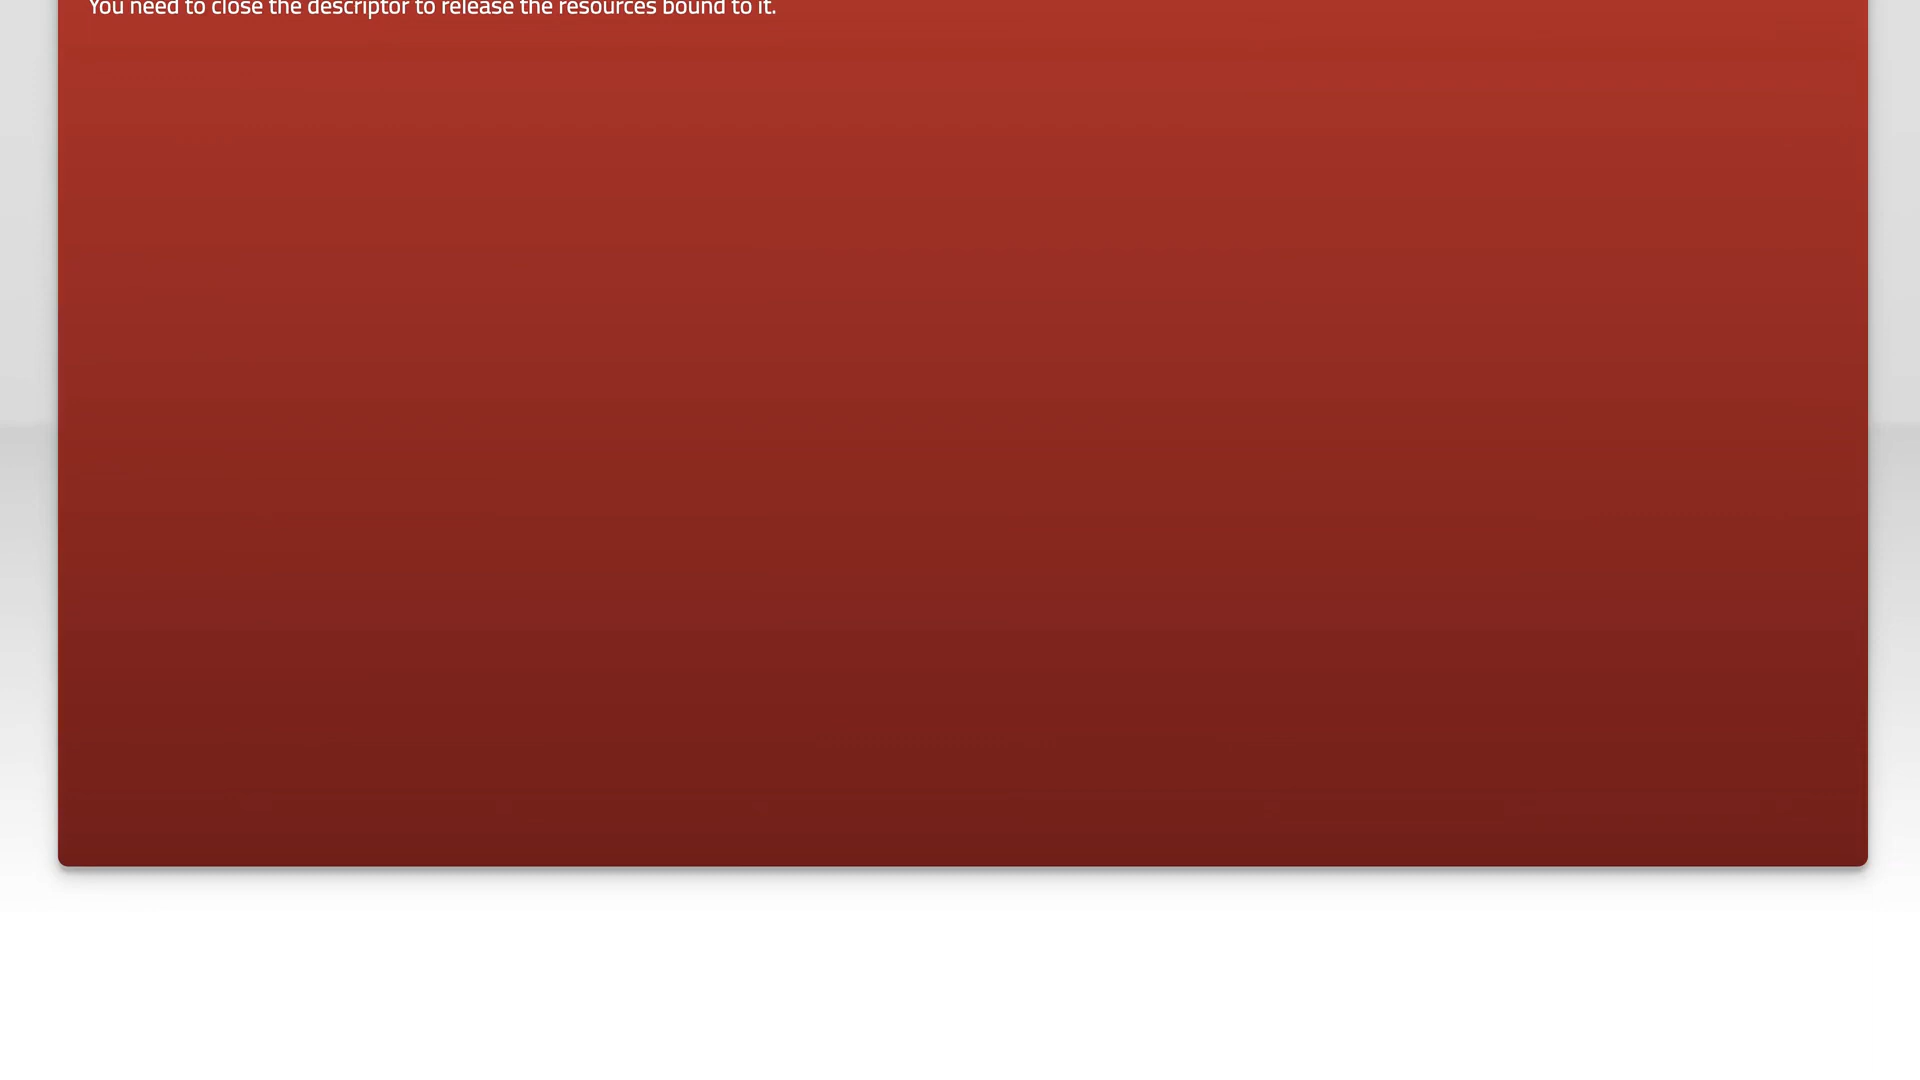 You need to close the descriptor to release the resources bound to it.